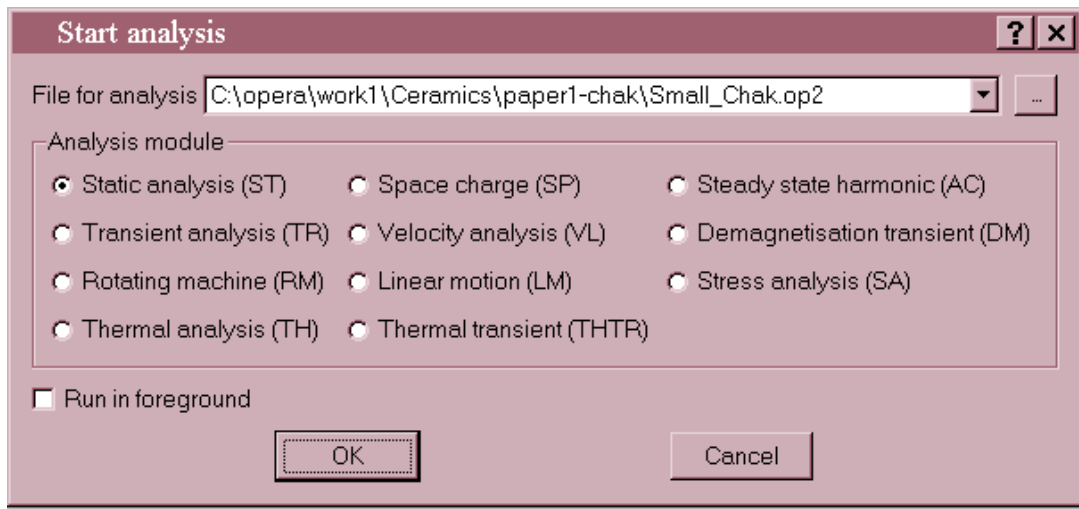 Start analysis ? ×
File for analysis C:\opera\work1\Ceramics\paper1-chak\Small_Chak.op2 ...
Analysis module
Static analysis (ST) Space charge (SP) Steady state harmonic (AC)
Transient analysis (TR) Velocity analysis (VL) Demagnetisation transient (DM)
Rotating machine (RM) Linear motion (LM) Stress analysis (SA)
Thermal analysis (TH) Thermal transient (THTR)
Run in foreground
OK Cancel